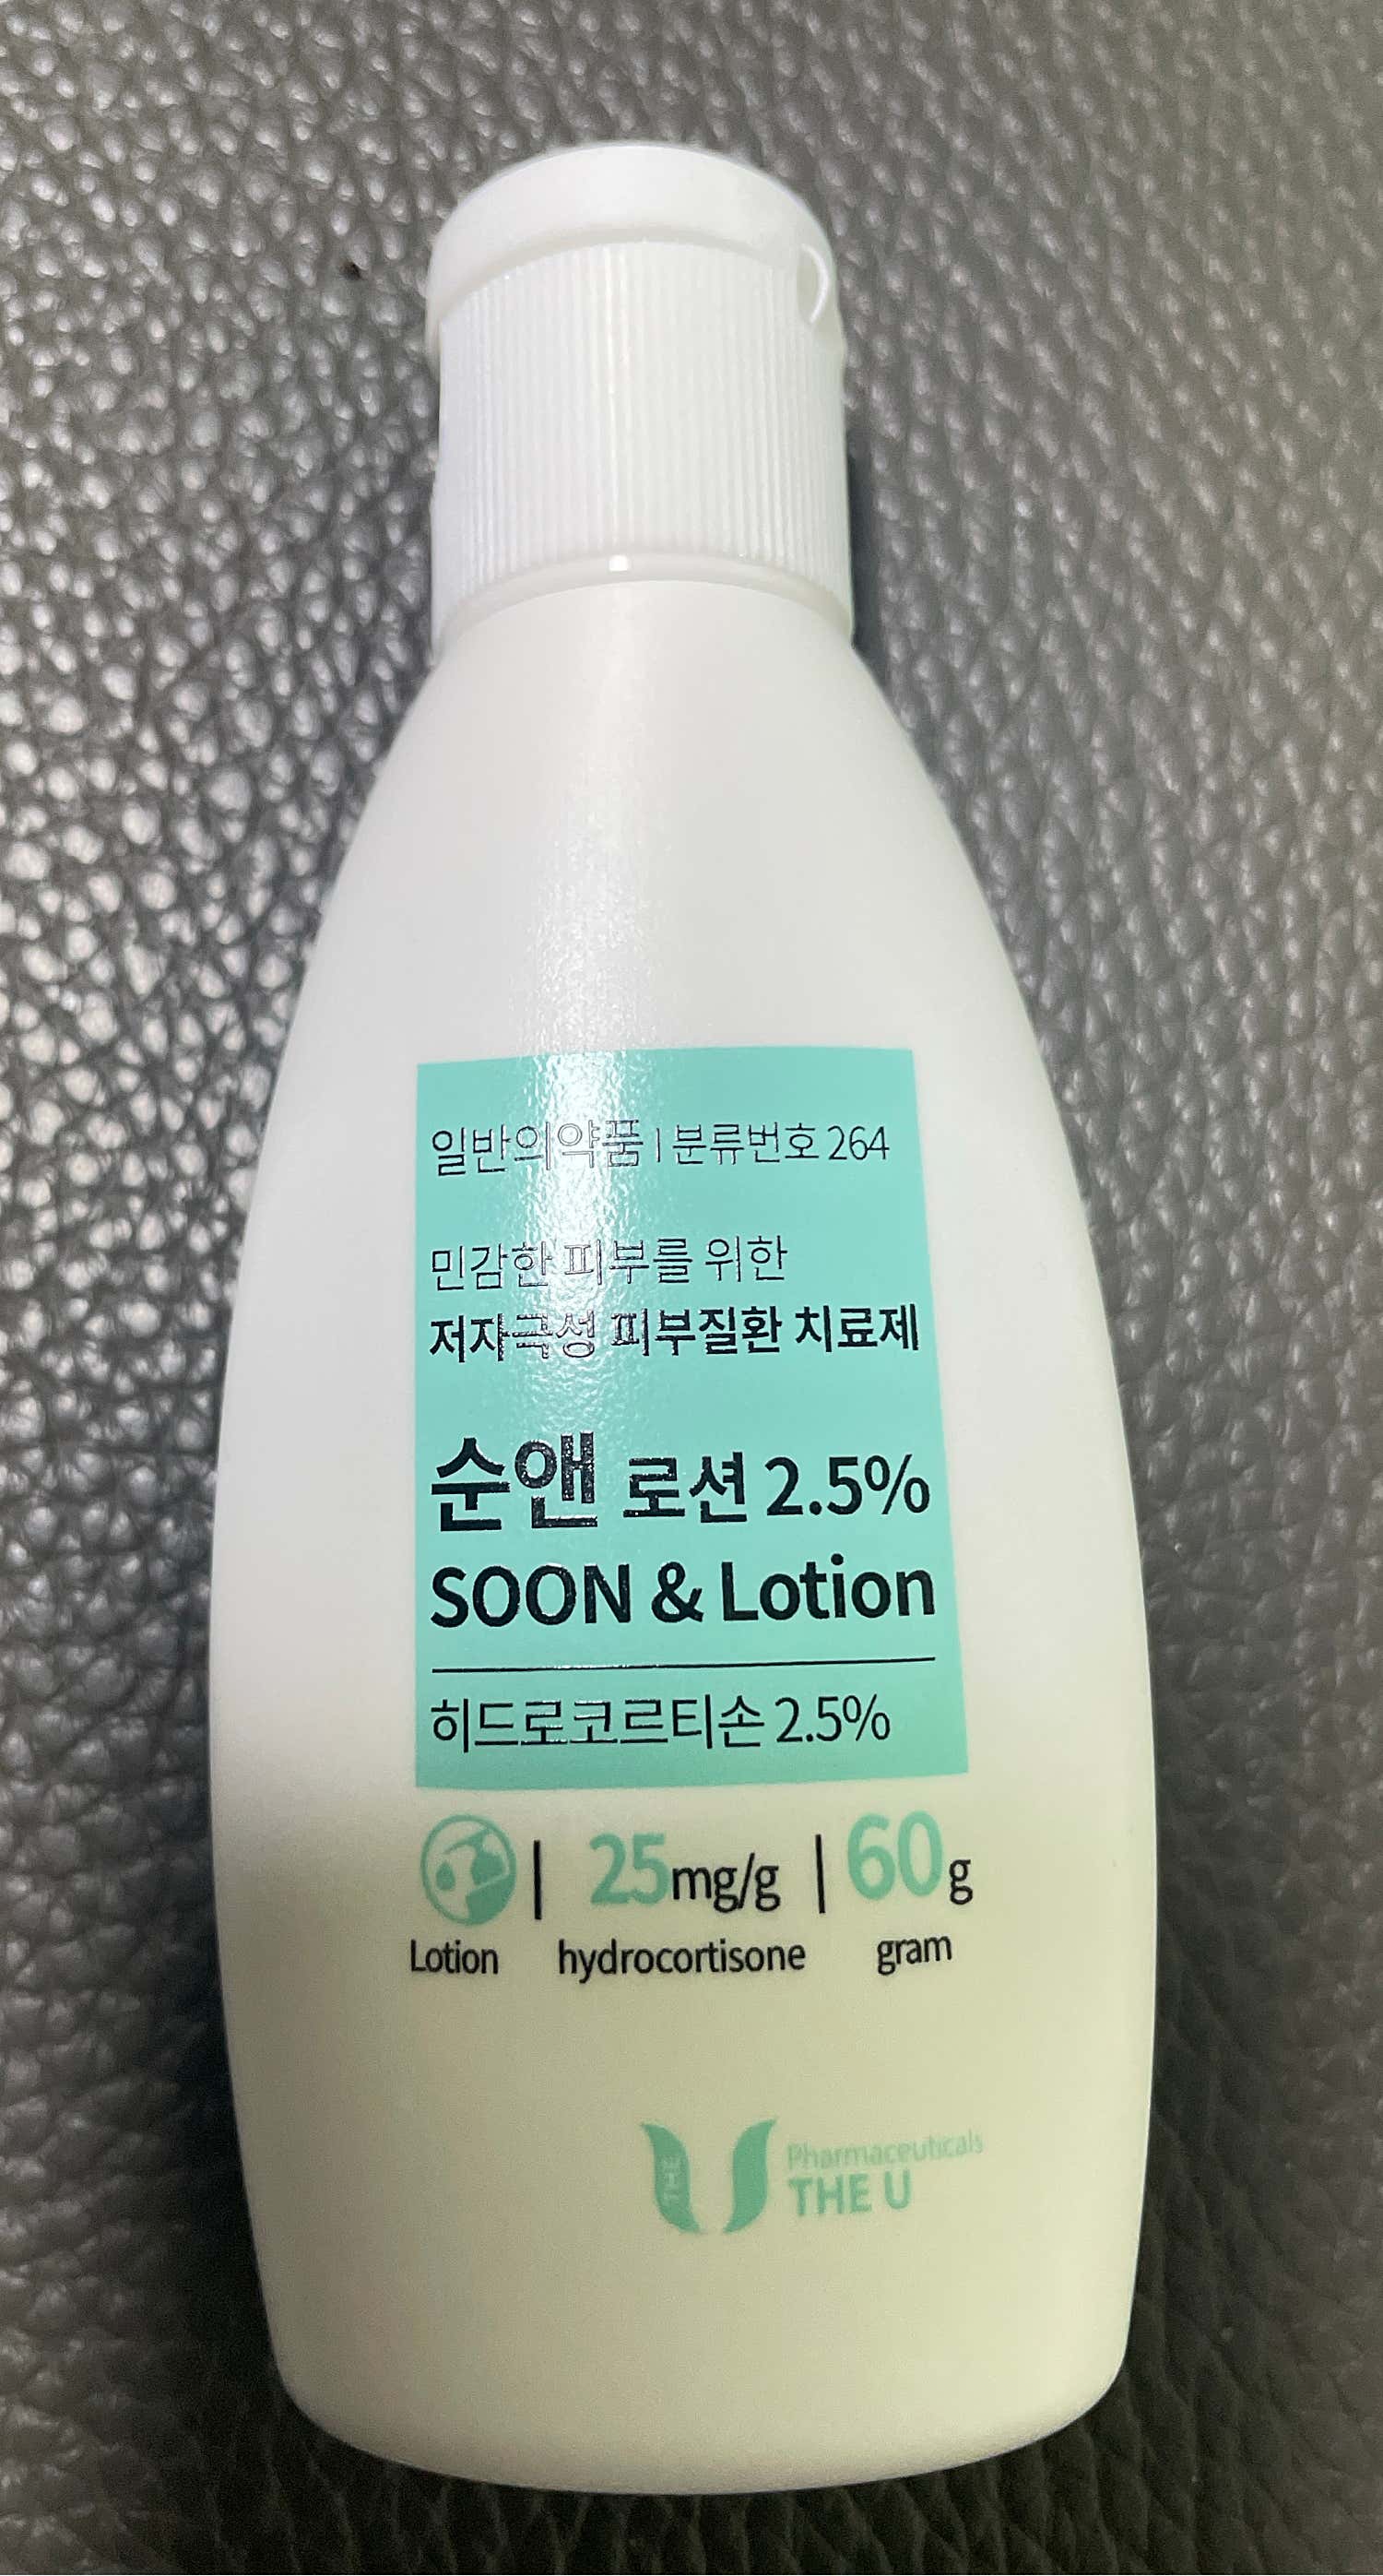 일반의약품 | 분류번호 264
민감한 피부를 위한
저자극성 피부질환 치료제
순앤 로션 2.5%
SOON & Lotion
히드로코르티손 2.5%
| 25mg/g | 60g
Lotion hydrocortisone gram
Pharmaceuticals
THE U